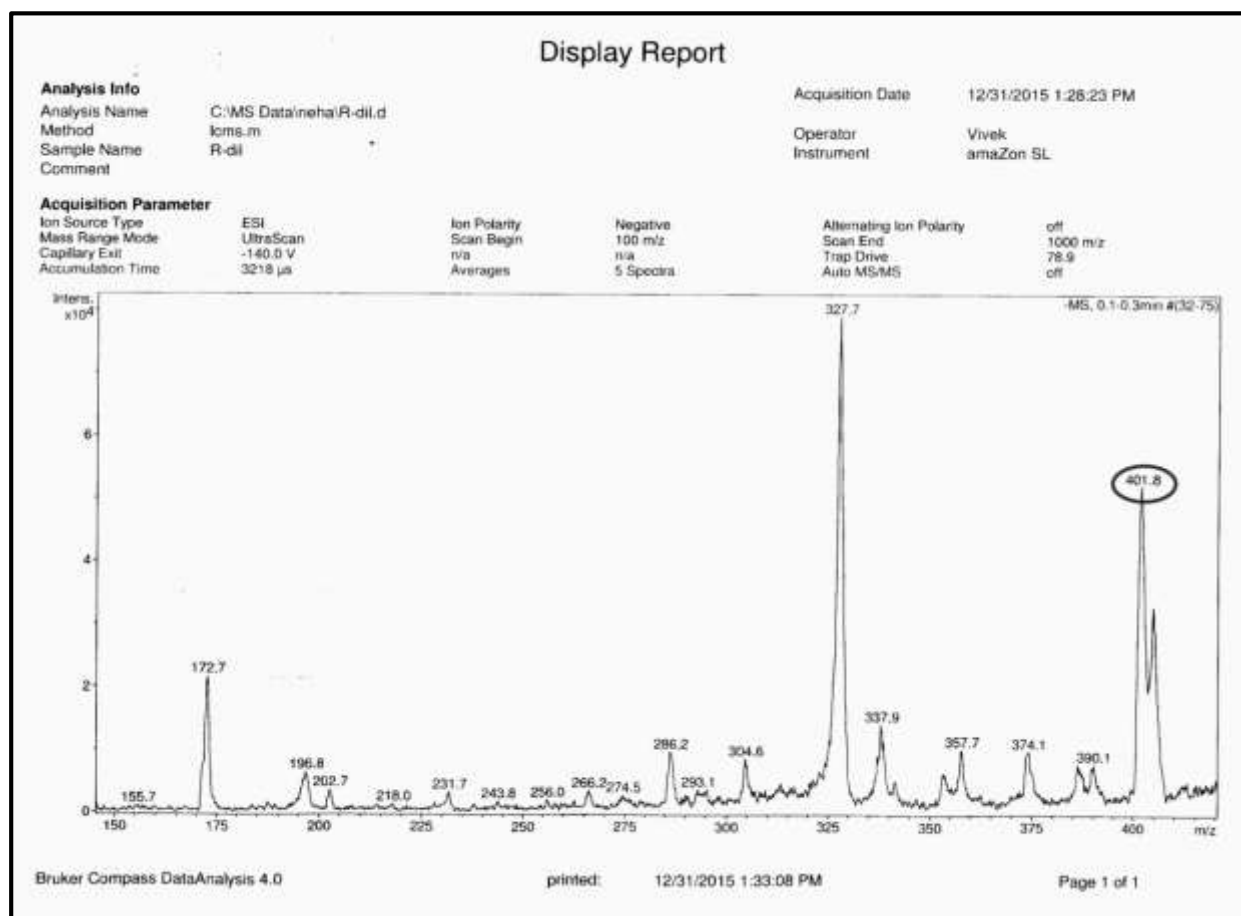 Display Report
Analysis Info
Analysis Name C:\MS Data\neha\R-dil.d
Method lcms.m
Sample Name R-dil
Comment
Acquisition Date 12/31/2015 1:28:23 PM
Operator Vivek
Instrument amaZon SL
Acquisition Parameter
Ion Source Type ESI Ion Polarity Negative Alternating Ion Polarity off
Mass Range Mode UltraScan Scan Begin 100 m/z Scan End 1000 m/z
Capillary Exit -140.0 V n/a n/a Trap Drive 78.9
Accumulation Time 3218 µs Averages 5 Spectra Auto MS/MS off
Intens.
x10⁴
-MS, 0.1-0.3min #(32-75)
327.7
6
401.8
4
2
172.7
337.9
286.2
304.6
357.7
374.1
390.1
196.8
202.7
231.7
266.2
274.5
293.1
155.7
218.0
243.8
256.0
0
150 175 200 225 250 275 300 325 350 375 400 m/z
Bruker Compass DataAnalysis 4.0 printed: 12/31/2015 1:33:08 PM Page 1 of 1